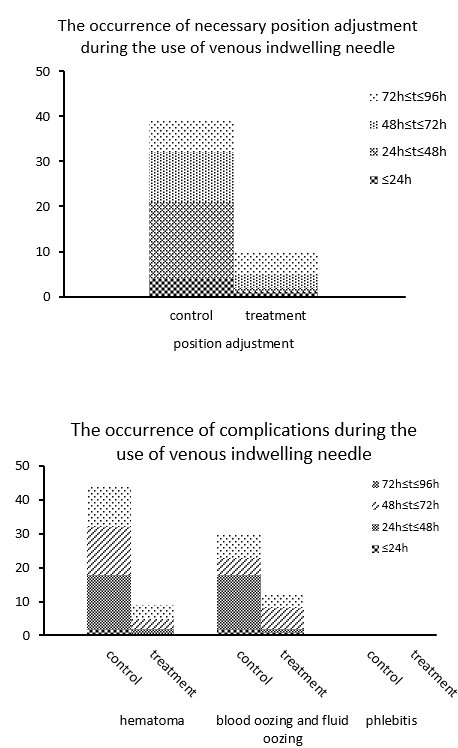 The occurrence of necessary position adjustment
during the use of venous indwelling needle
50
40
30
20
10
0
72h≤t≤96h
48h≤t≤72h
24h≤t≤48h
≤24h
control
treatment
position adjustment
The occurrence of complications during the
use of venous indwelling needle
50
40
30
20
10
0
72h≤t≤96h
48h≤t≤72h
24h≤t≤48h
≤24h
control
treatment
control
treatment
control
treatment
hematoma
blood oozing and fluid
oozing
phlebitis